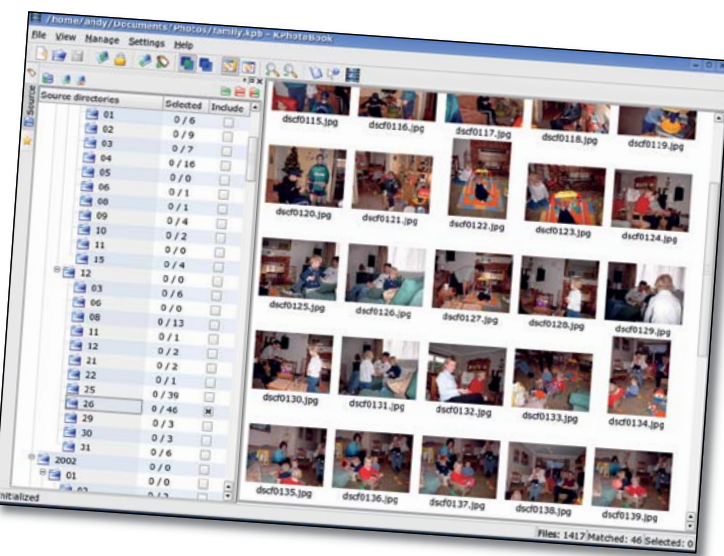 /home/andy/Documents/Photos/family.kpb - KPhotoBook
File View Manage Settings Help
Source
Source directories Selected Include
01 0 / 6
02 0 / 9
03 0 / 7
04 0 / 16
05 0 / 0
06 0 / 1
08 0 / 1
09 0 / 4
10 0 / 2
11 0 / 0
15 0 / 4
12 0 / 0
03 0 / 6
06 0 / 0
08 0 / 13
11 0 / 1
12 0 / 2
21 0 / 2
22 0 / 1
25 0 / 39
26 0 / 46
29 0 / 3
30 0 / 3
31 0 / 6
2002 0 / 0
01 0 / 0
dscf0115.jpg dscf0116.jpg dscf0117.jpg dscf0118.jpg dscf0119.jpg
dscf0120.jpg dscf0121.jpg dscf0122.jpg dscf0123.jpg dscf0124.jpg
dscf0125.jpg dscf0126.jpg dscf0127.jpg dscf0128.jpg dscf0129.jpg
dscf0130.jpg dscf0131.jpg dscf0132.jpg dscf0133.jpg dscf0134.jpg
dscf0135.jpg dscf0136.jpg dscf0137.jpg dscf0138.jpg dscf0139.jpg
Files: 1417 Matched: 46 Selected: 0